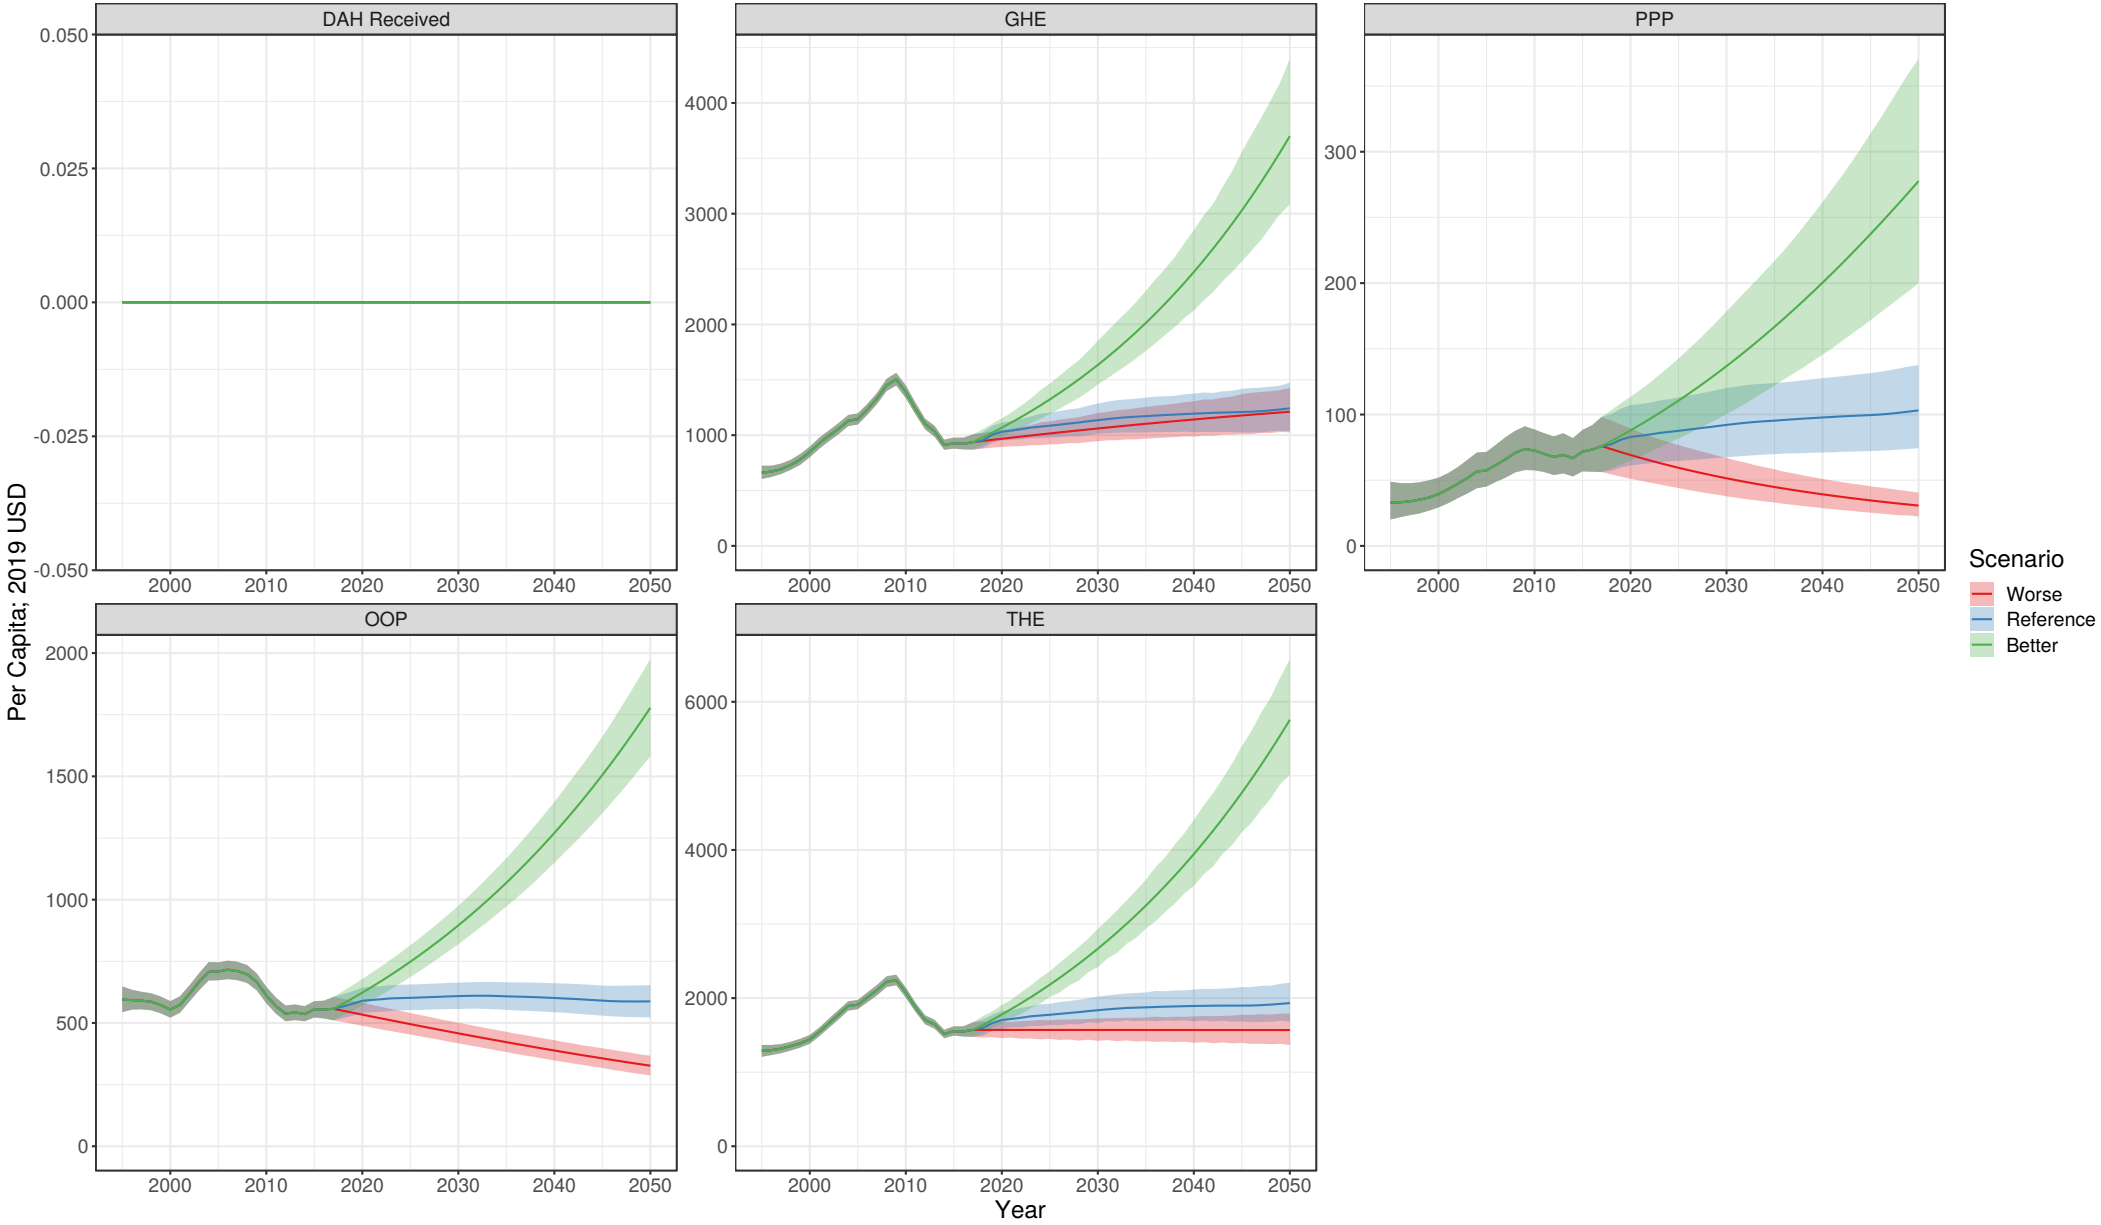 DAH Received
GHE
PPP
0.050
0.025
0.000
-0.025
-0.050
4000
3000
2000
1000
0
300
200
100
0
2000 2010 2020 2030 2040 2050
2000 2010 2020 2030 2040 2050
2000 2010 2020 2030 2040 2050
OOP
THE
2000
1500
1000
500
0
6000
4000
2000
0
2000 2010 2020 2030 2040 2050
2000 2010 2020 2030 2040 2050
Year
Per Capita; 2019 USD
Scenario
Worse
Reference
Better